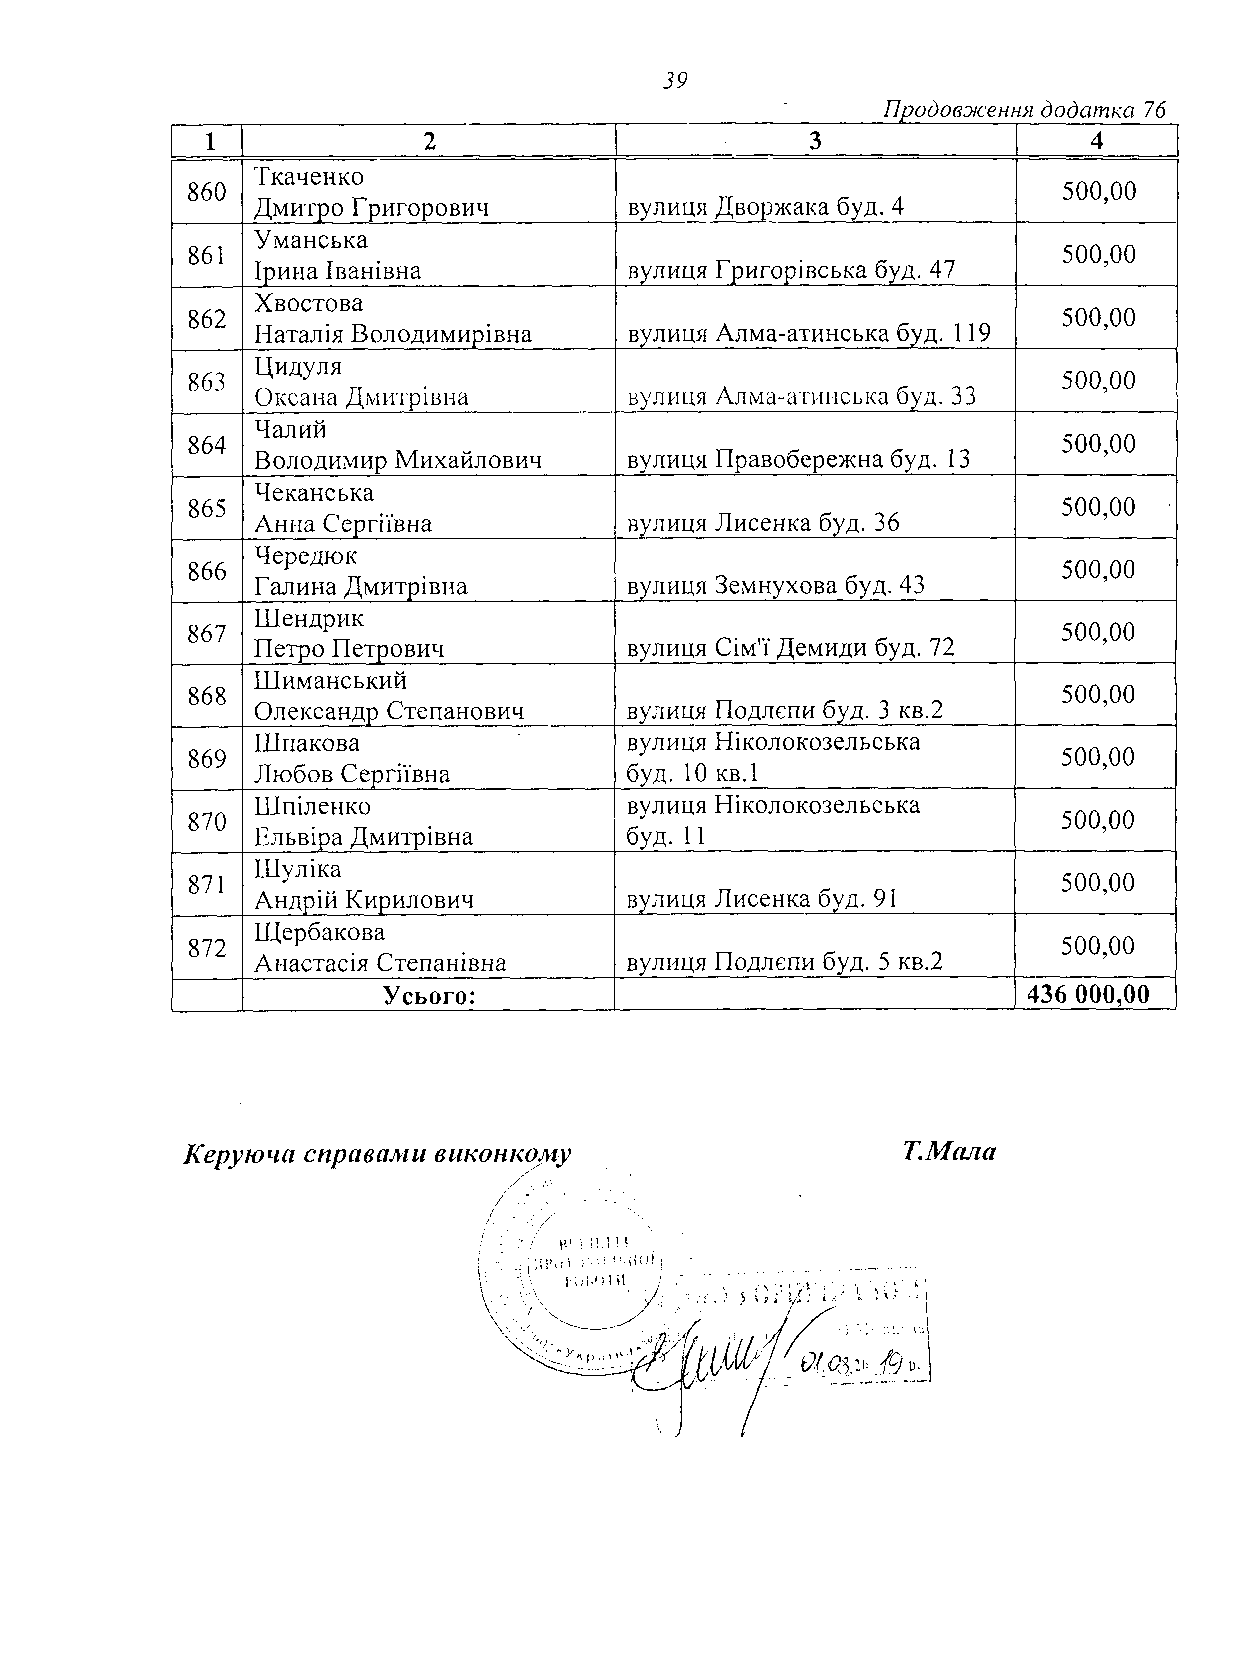 39
Продовження додатка 76
1 2 3 4
860 Ткаченко
Дмитро Григорович вулиця Дворжака буд. 4 500,00
861 Уманська
Ірина Іванівна вулиця Григорівська буд. 47 500,00
862 Хвостова
Наталія Володимирівна вулиця Алма-атинська буд. 119 500,00
863 Цидуля
Оксана Дмитрівна вулиця Алма-атинська буд. 33 500,00
864 Чалий
Володимир Михайлович вулиця Правобережна буд. 13 500,00
865 Чеканська
Анна Сергіївна вулиця Лисенка буд. 36 500,00
866 Чередюк
Галина Дмитрівна вулиця Земнухова буд. 43 500,00
867 Шендрик
Петро Петрович вулиця Сім'ї Демиди буд. 72 500,00
868 Шиманський
Олександр Степанович вулиця Подлєпи буд. 3 кв.2 500,00
869 Шпакова вулиця Ніколокозельська
Любов Сергіївна буд. 10 кв.1 500,00
870 Шпіленко вулиця Ніколокозельська
Ельвіра Дмитрівна буд. 11 500,00
871 Шуліка
Андрій Кирилович вулиця Лисенка буд. 91 500,00
872 Щербакова
Анастасія Степанівна вулиця Подлєпи буд. 5 кв.2 500,00
Усього: 436 000,00
Керуюча справами виконкому Т.Мала
01.03. 19 р.